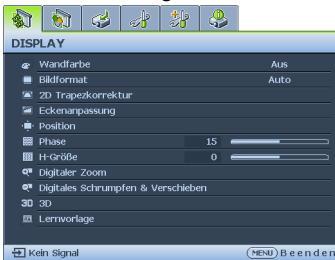 DISPLAY
Wandfarbe Aus
Bildformat Auto
2D Trapezkorrektur
Eckenanpassung
Position
Phase 15
H-Größe 0
Digitaler Zoom
Digitales Schrumpfen & Verschieben
3D 3D
Lernvorlage
Kein Signal MENU Beenden